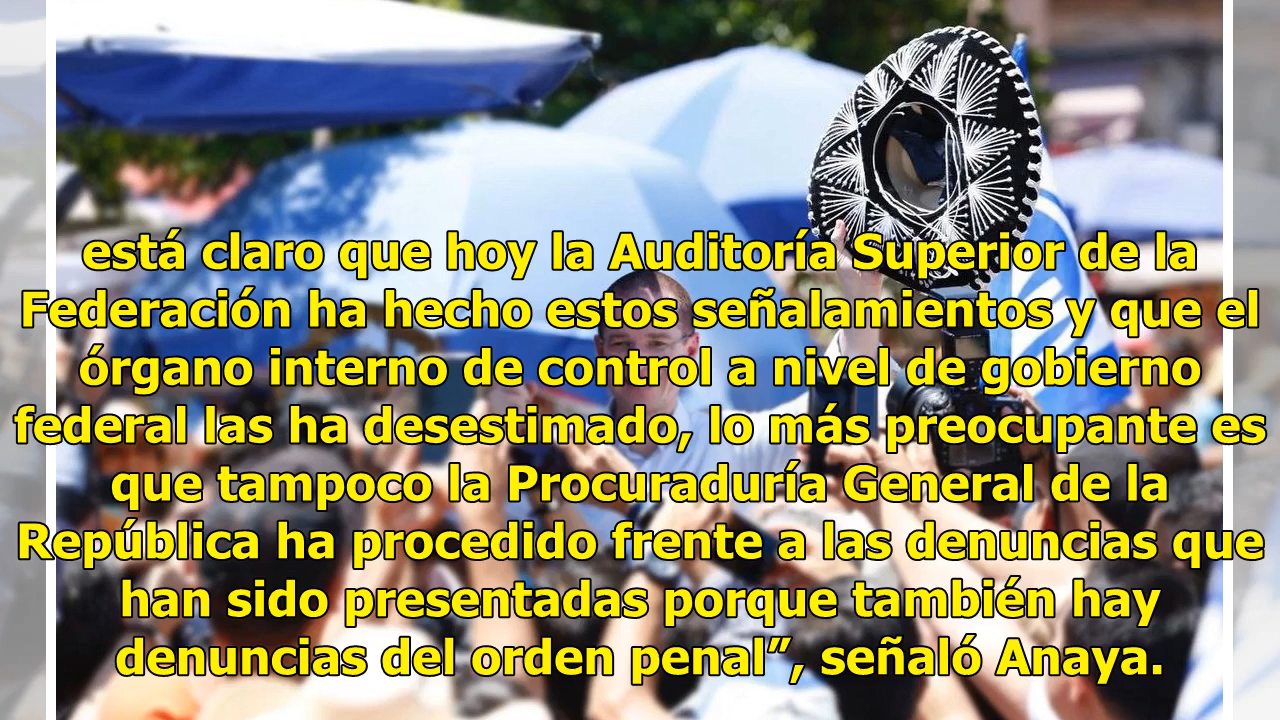 está claro que hoy la Auditoría Superior de la
Federación ha hecho estos señalamientos y que el
órgano interno de control a nivel de gobierno
federal las ha desestimado, lo más preocupante es
que tampoco la Procuraduría General de la
República ha procedido frente a las denuncias que
han sido presentadas porque también hay
denuncias del orden penal”, señaló Anaya.